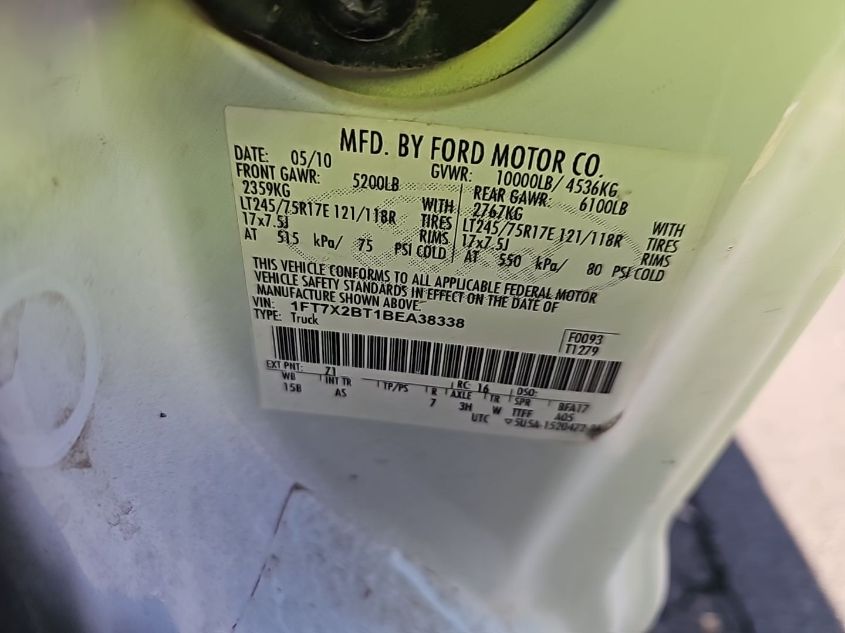 MFD. BY FORD MOTOR CO.
DATE: 05/10 GVWR: 10000LB/ 4536KG
FRONT GAWR: 5200LB REAR GAWR: 6100LB
2359KG WITH 2767KG WITH
LT245/75R17E 121/118R TIRES LT245/75R17E 121/118R TIRES
17x7.5J RIMS 17x7.5J RIMS
AT 515 kPa/ 75 PSI COLD AT 550 kPa/ 80 PSI COLD
THIS VEHICLE CONFORMS TO ALL APPLICABLE FEDERAL MOTOR
VEHICLE SAFETY STANDARDS IN EFFECT ON THE DATE OF
MANUFACTURE SHOWN ABOVE.
VIN: 1FT7X2BT1BEA38338
TYPE: Truck
F0093
T1279
EXT PNT: Z1 RC: 16 DSO:
WB INT TR TP/PS R AXLE TR SPR
15B AS 7 3H W TTFF A05
UTC